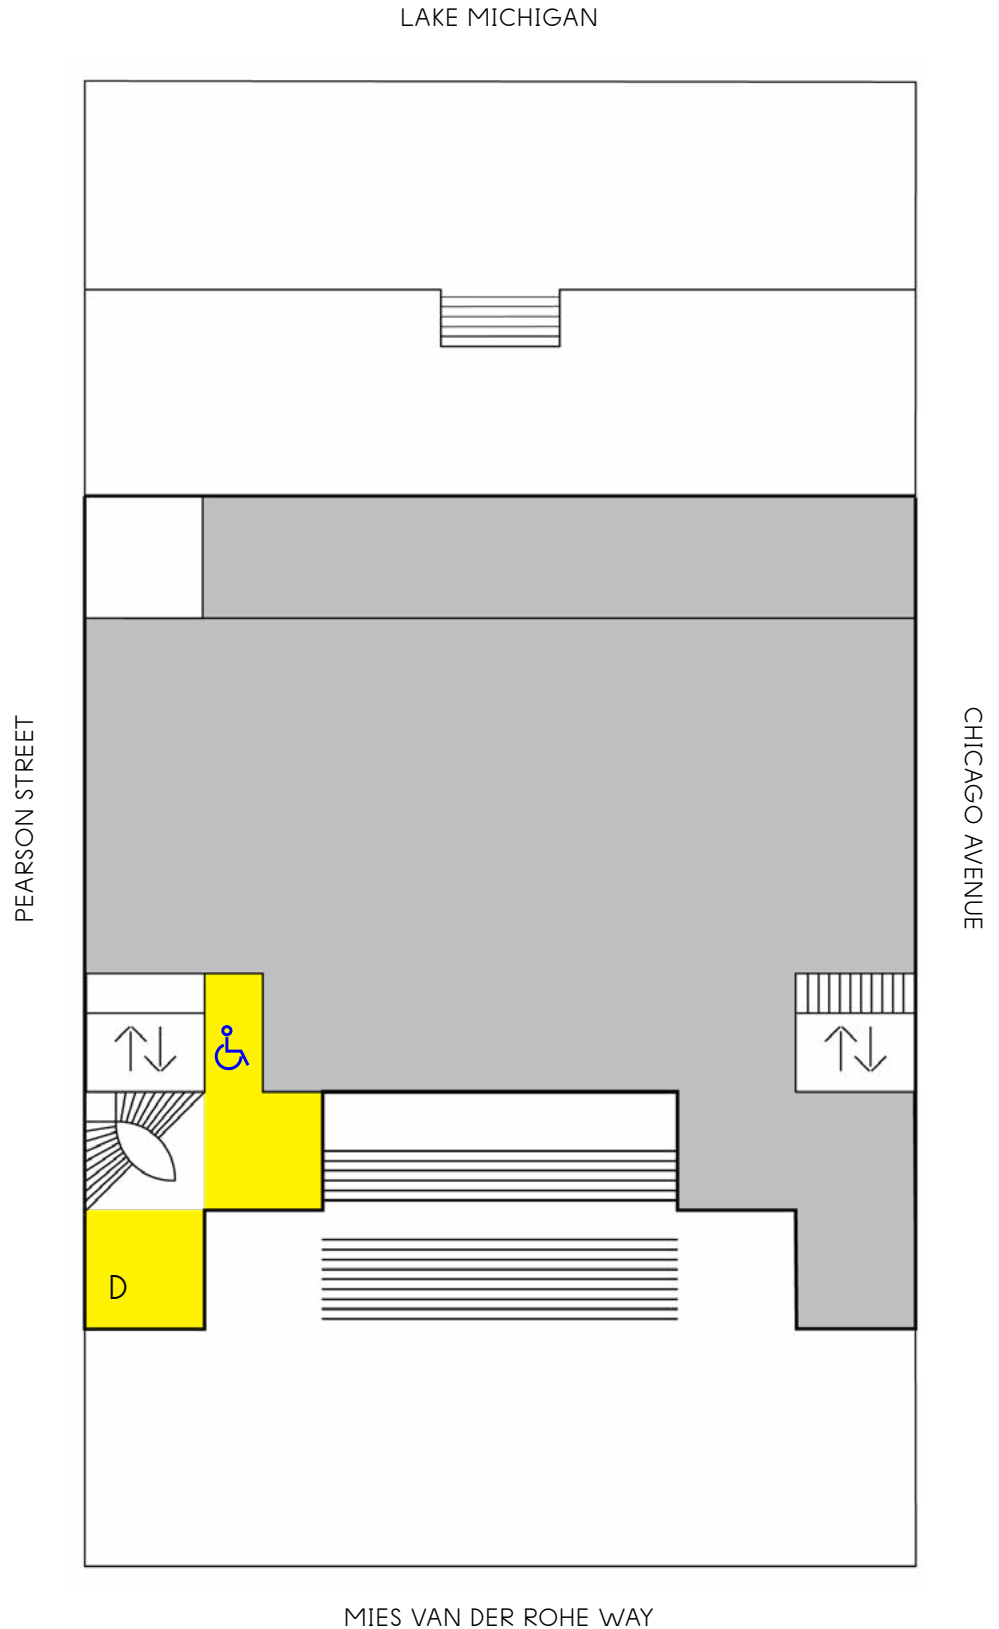 LAKE MICHIGAN
PEARSON STREET
CHICAGO AVENUE
D
MIES VAN DER ROHE WAY